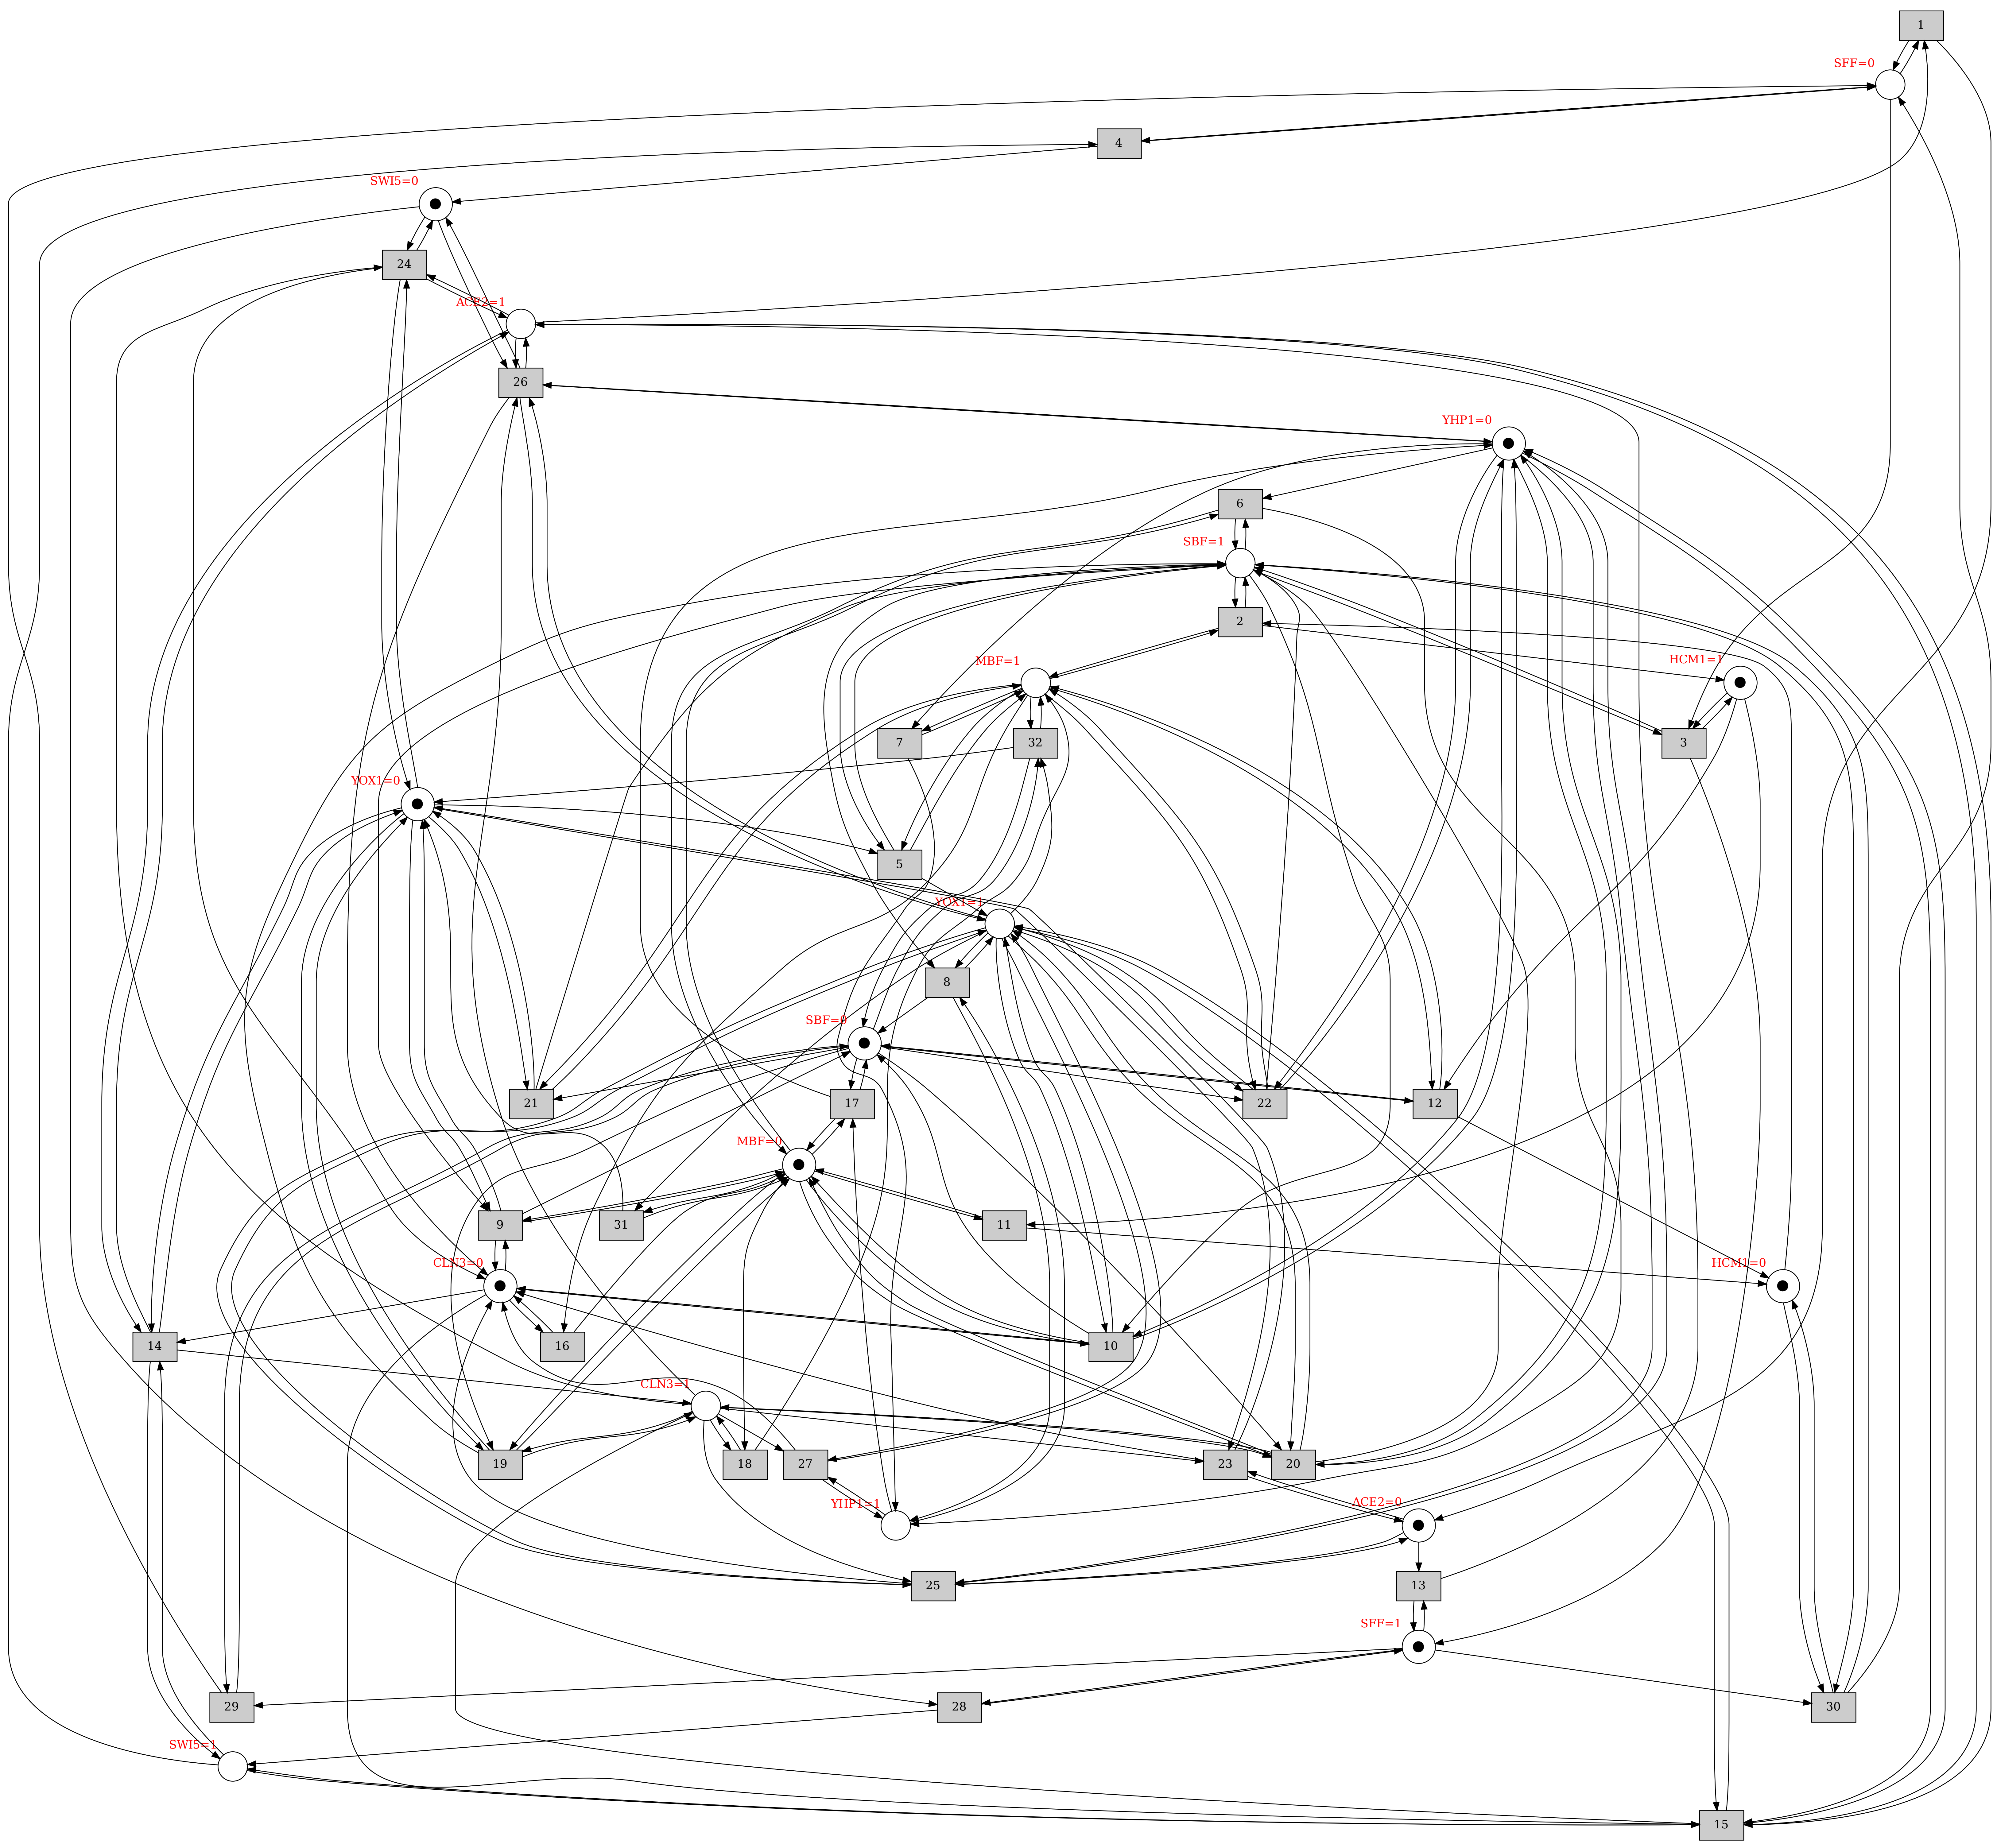 1
SFF=0
4
SWI5=0
24
ACE2=1
26
YHP1=0
6
SBF=1
2
MBF=1
HCM1=1
7
32
3
YOX1=0
5
YOX1=1
8
SBF=0
21
17
22
12
MBF=0
9
31
11
CLN3=0
HCM1=0
14
16
10
CLN3=1
19
18
27
23
20
YHP1=1
ACE2=0
25
13
SFF=1
29
28
30
SWI5=1
15